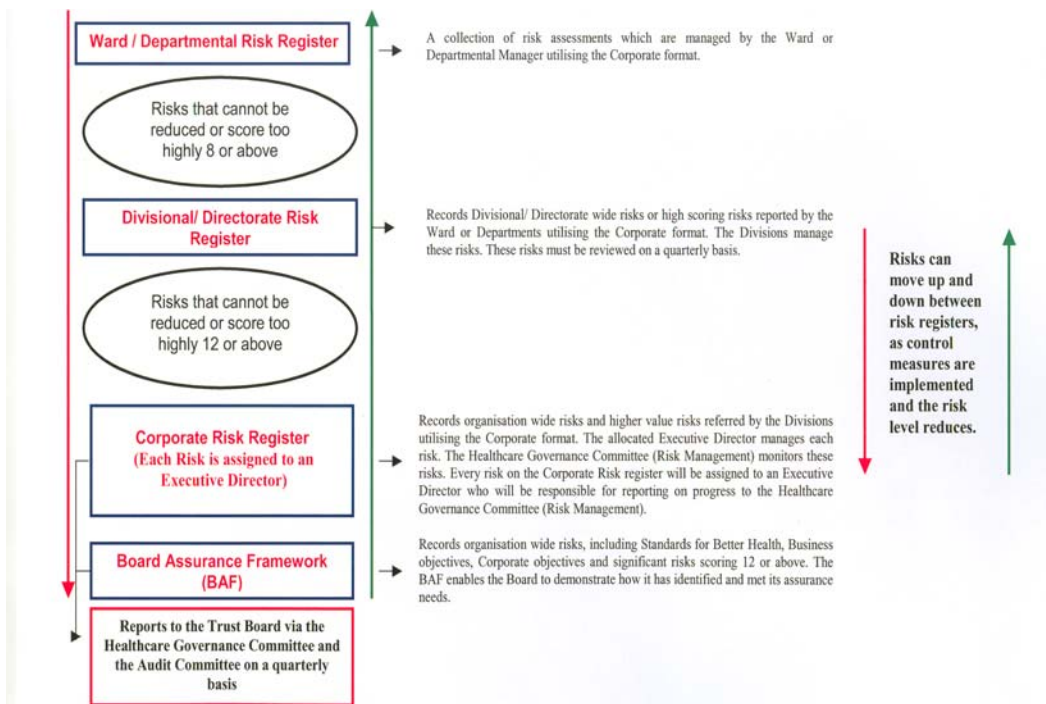 Ward / Departmental Risk Register
A collection of risk assessments which are managed by the Ward or
Departmental Manager utilising the Corporate format.
Risks that cannot be
reduced or score too
highly 8 or above
Divisional/ Directorate Risk
Register
Records Divisional/ Directorate wide risks or high scoring risks reported by the
Ward or Departments utilising the Corporate format. The Divisions manage
these risks. These risks must be reviewed on a quarterly basis.
Risks that cannot be
reduced or score too
highly 12 or above
Risks can
move up and
down between
risk registers,
as control
measures are
implemented
and the risk
level reduces.
Corporate Risk Register
(Each Risk is assigned to an
Executive Director)
Records organisation wide risks and higher value risks referred by the Divisions
utilising the Corporate format. The allocated Executive Director manages each
risk. The Healthcare Governance Committee (Risk Management) monitors these
risks. Every risk on the Corporate Risk register will be assigned to an Executive
Director who will be responsible for reporting on progress to the Healthcare
Governance Committee (Risk Management).
Board Assurance Framework
(BAF)
Records organisation wide risks, including Standards for Better Health, Business
objectives, Corporate objectives and significant risks scoring 12 or above. The
BAF enables the Board to demonstrate how it has identified and met its assurance
needs.
Reports to the Trust Board via the
Healthcare Governance Committee and
the Audit Committee on a quarterly
basis